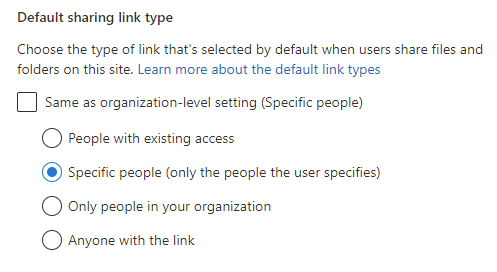 Default sharing link type
Choose the type of link that's selected by default when users share files and
folders on this site. Learn more about the default link types
Same as organization-level setting (Specific people)
People with existing access
Specific people (only the people the user specifies)
Only people in your organization
Anyone with the link